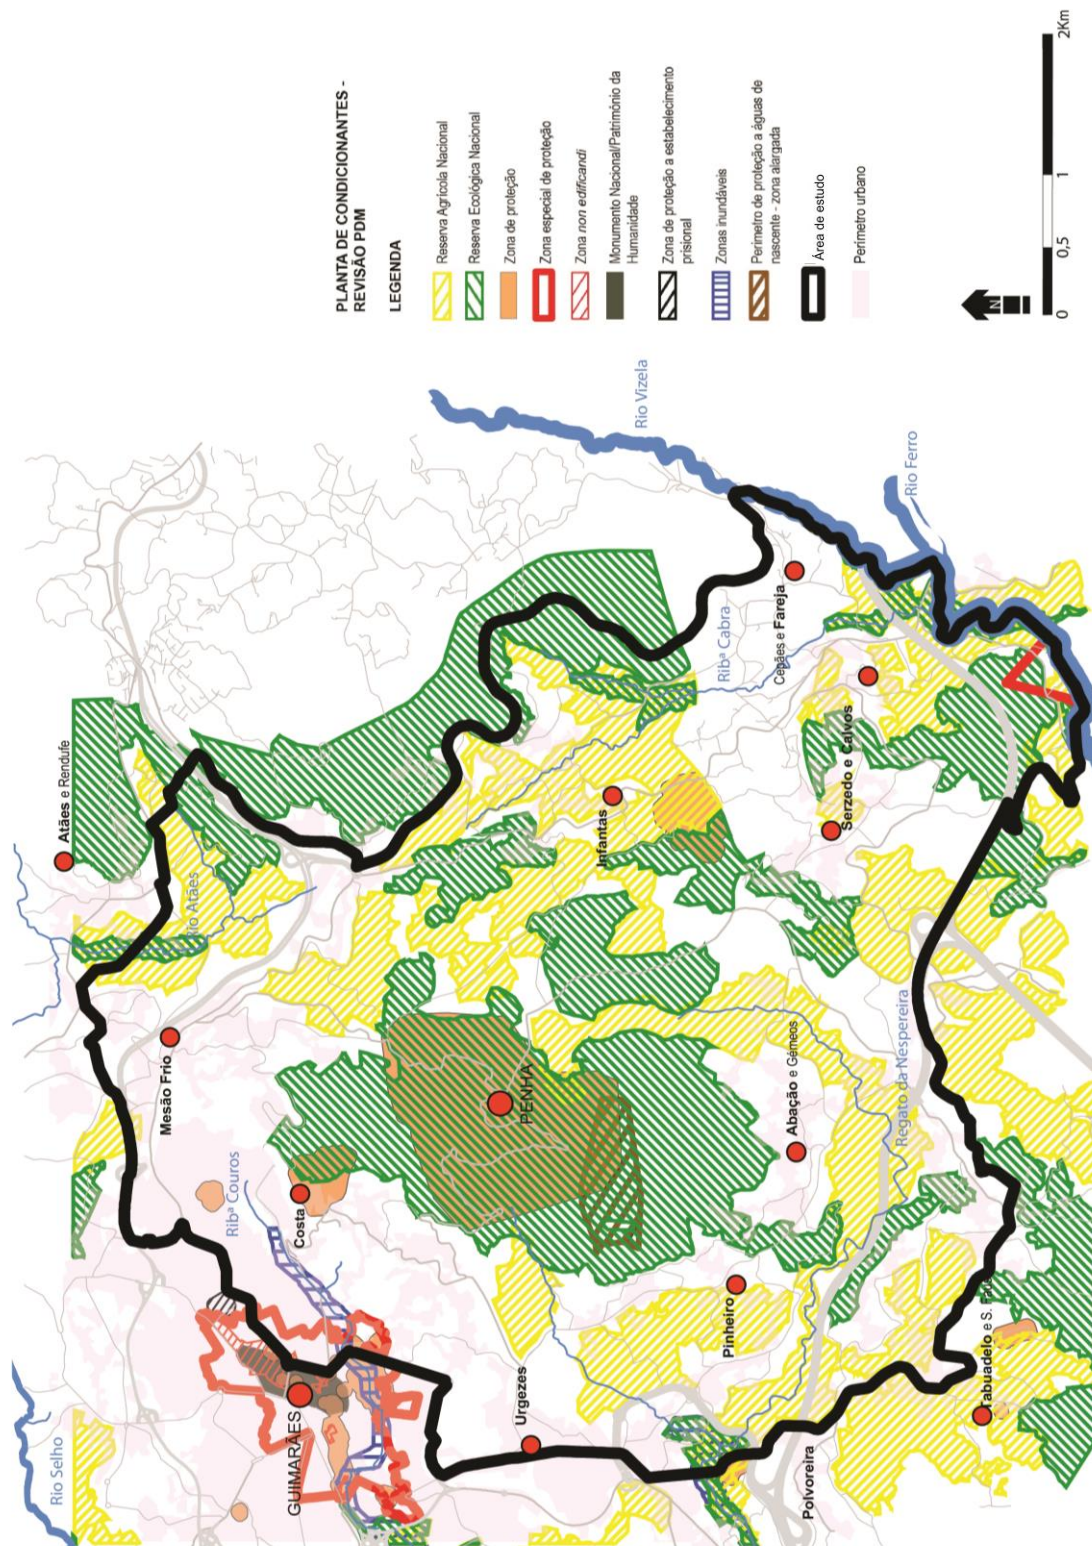 PLANTA DE CONDICIONANTES -
REVISÃO PDM
LEGENDA
Reserva Agrícola Nacional
Reserva Ecológica Nacional
Zona de proteção
Zona especial de proteção
Zona non edificandi
Monumento Nacional/Património da
Humanidade
Zona de proteção a estabelecimento
prisional
Zonas inundáveis
Perímetro de proteção a águas de
nascente - zona alargada
Área de estudo
Perímetro urbano
N
0
0,5
1
2Km
Rio Selho
GUIMARÃES
Ribª Couros
Costa
Mesão Frio
Atães e Rendufe
Rio Atães
Urgezes
PENHA
Infantas
Rio Vizela
Pinheiro
Abação e Gémeos
Ribª Cabra
Cepães e Fareja
Serzedo e Calvos
Rio Ferro
Polvoreira
Regato da Nespereira
Tabuadelo e S.